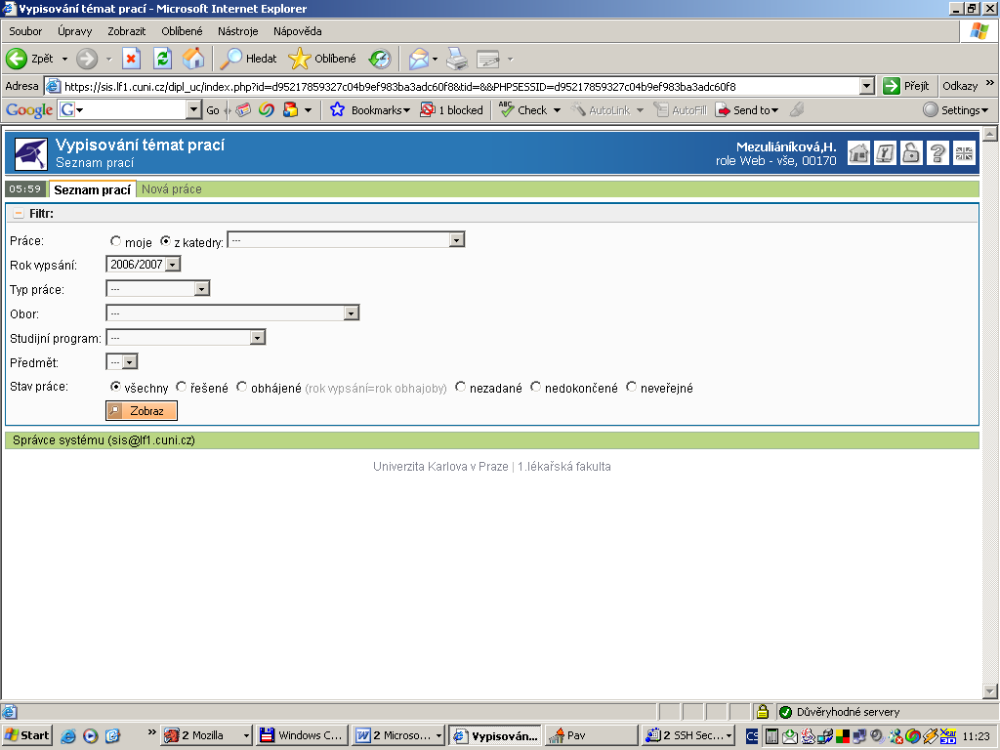 Vypisování témat prací - Microsoft Internet Explorer
Soubor Úpravy Zobrazit Oblíbené Nástroje Nápověda
Zpět Hledat Oblíbené
Adresa https://sis.lf1.cuni.cz/dipl_uc/index.php?id=d95217859327c04b9ef983ba3adc60f8&tid=&&PHPSESSID=d95217859327c04b9ef983ba3adc60f8 Přejít Odkazy »
Google G Go Bookmarks 1 blocked ABC Check AutoLink AutoFill Send to Settings
Vypisování témat prací
Seznam prací
Mezuliáníková,H.
role Web - vše, 00170
05:59 Seznam prací Nová práce
Filtr:
Práce: moje z katedry: ---
Rok vypsání: 2006/2007
Typ práce: ---
Obor: ---
Studijní program: ---
Předmět: ---
Stav práce: všechny řešené obhájené (rok vypsání=rok obhajoby) nezadané nedokončené neveřejné
Zobraz
Správce systému (sis@lf1.cuni.cz)
Univerzita Karlova v Praze | 1.lékařská fakulta
Důvěryhodné servery
Start » 2 Mozilla Windows C... 2 Microso... Vypisován... Pav 2 SSH Sec... CS 11:23